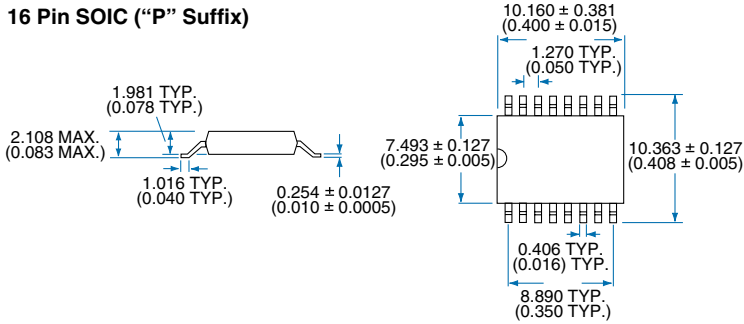 16 Pin SOIC (“P” Suffix)
10.160 ± 0.381
(0.400 ± 0.015)
1.270 TYP.
(0.050 TYP.)
1.981 TYP.
(0.078 TYP.)
2.108 MAX.
(0.083 MAX.)
7.493 ± 0.127
(0.295 ± 0.005)
10.363 ± 0.127
(0.408 ± 0.005)
1.016 TYP.
(0.040 TYP.)
0.254 ± 0.0127
(0.010 ± 0.0005)
0.406 TYP.
(0.016) TYP.
8.890 TYP.
(0.350 TYP.)